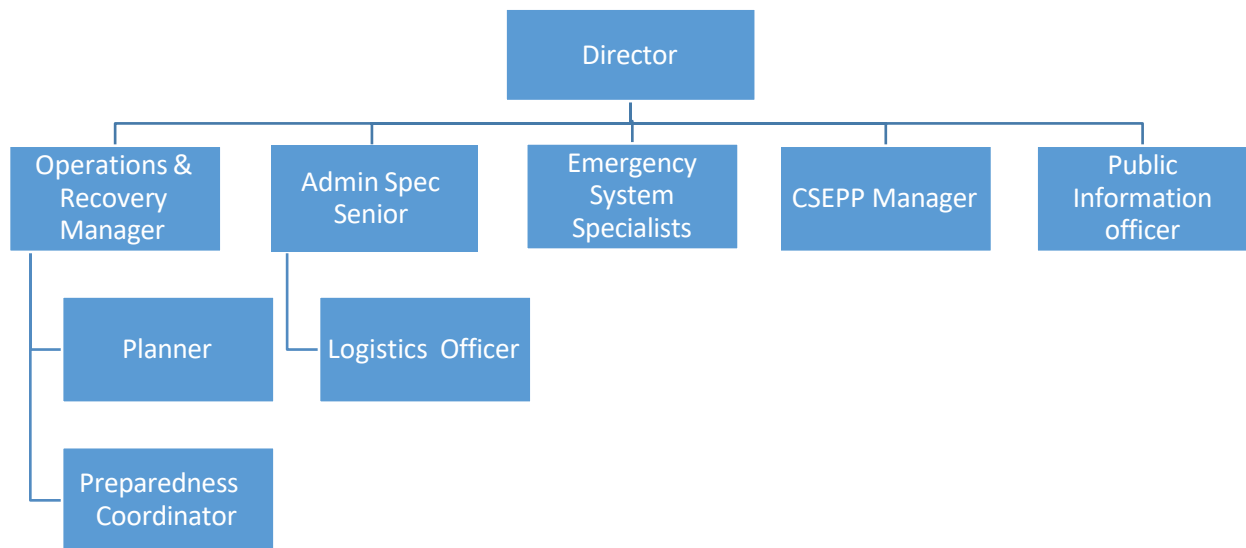 Director
Operations &
Recovery
Manager
Admin Spec
Senior
Emergency
System
Specialists
CSEPP Manager
Public
Information
officer
Planner
Logistics Officer
Preparedness
Coordinator